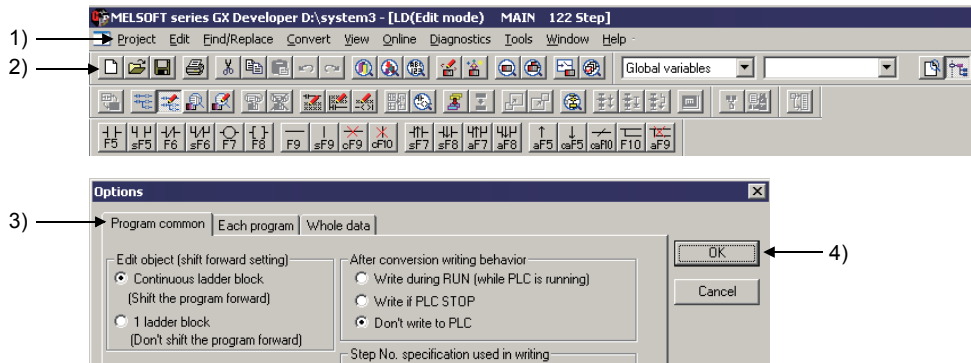 MELSOFT series GX Developer D:\system3 - [LD(Edit mode) MAIN 122 Step]
1)
Project Edit Find/Replace Convert View Online Diagnostics Tools Window Help
2)
Global variables
F5 sF5 F6 sF6 F7 F8 F9 sF9 cF9 cF10 sF7 sF8 aF7 aF8 aF5 caF5 caF10 F10 aF9
Options
3)
Program common Each program Whole data
OK
4)
Cancel
Edit object (shift forward setting)
Continuous ladder block
(Shift the program forward)
1 ladder block
(Don't shift the program forward)
After conversion writing behavior
Write during RUN (while PLC is running)
Write if PLC STOP
Don't write to PLC
Step No. specification used in writing